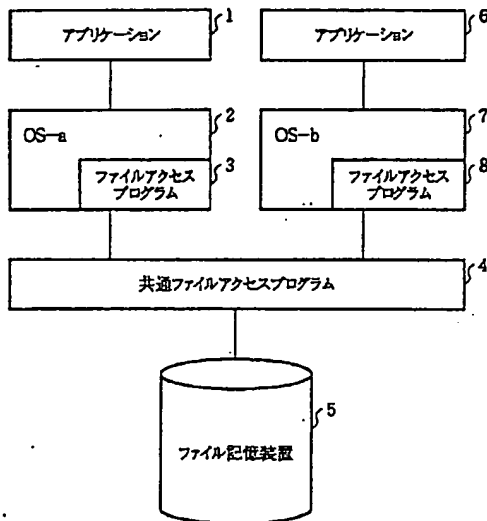 1
アプリケーション
6
アプリケーション
2
OS-a
3
ファイルアクセス
プログラム
7
OS-b
8
ファイルアクセス
プログラム
4
共通ファイルアクセスプログラム
5
ファイル記憶装置